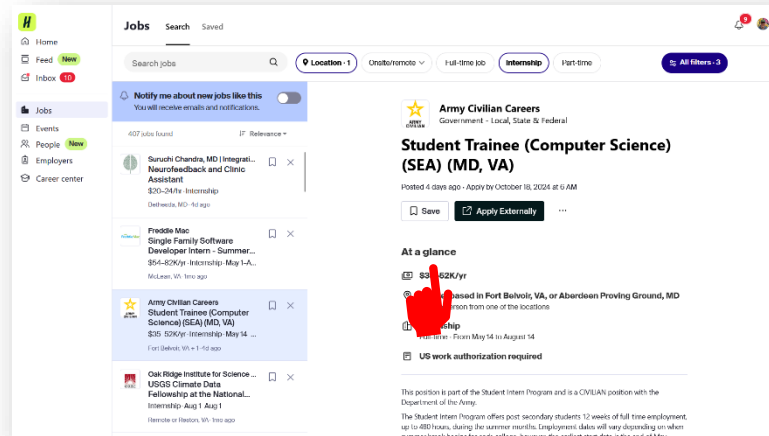 Jobs Search Saved
9
Home
Feed New
Inbox 10
Jobs
Events
People New
Employers
Career center
Search jobs
Location · 1
Onsite/remote
Full-time job
Internship
Part-time
All filters · 3
Notify me about new jobs like this
You will receive emails and notifications.
407 jobs found
Relevance
Suruchi Chandra, MD | Integrati...
Neurofeedback and Clinic
Assistant
$20–24/hr · Internship
MD · 4d ago
Freddie Mac
Single Family Software
Developer Intern - Summer...
$54–82K/yr · Internship · May 1–A...
McLean, VA · 1mo ago
Army Civilian Careers
Student Trainee (Computer
Science) (SEA) (MD, VA)
$35–52K/yr · Internship · May 14 ...
Fort Belvoir, VA + 1 · 4d ago
Oak Ridge Institute for Science ...
USGS Climate Data
Fellowship at the National...
Internship · Aug 1 Aug 1
Remote or Reston, VA · 1mo ago
Army Civilian Careers
Government - Local, State & Federal
Student Trainee (Computer Science)
(SEA) (MD, VA)
Posted 4 days ago · Apply by October 18, 2024 at 6 AM
Save
Apply Externally
...
At a glance
52K/yr
based in Fort Belvoir, VA, or Aberdeen Proving Ground, MD
from one of the locations
From May 14 to August 14
US work authorization required
This position is part of the Student Intern Program and is a CIVILIAN position with the
Department of the Army.
The Student Intern Program offers post secondary students 12 weeks of full time employment,
up to 480 hours, during the summer months. Employment dates will vary depending on when